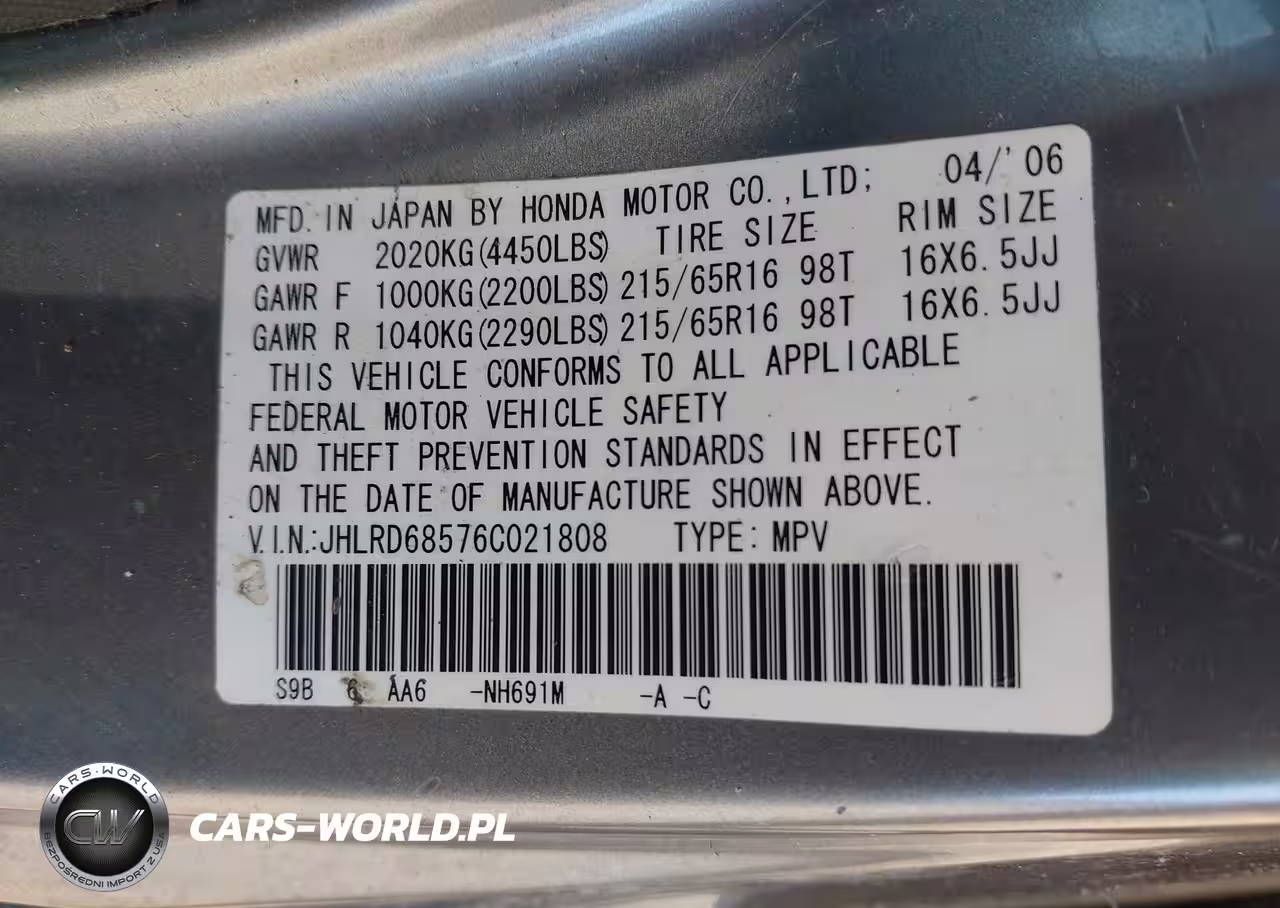 MFD. IN JAPAN BY HONDA MOTOR CO.,LTD; 04/'06
GVWR 2020KG(4450LBS) TIRE SIZE RIM SIZE
GAWR F 1000KG(2200LBS) 215/65R16 98T 16X6.5JJ
GAWR R 1040KG(2290LBS) 215/65R16 98T 16X6.5JJ
THIS VEHICLE CONFORMS TO ALL APPLICABLE
FEDERAL MOTOR VEHICLE SAFETY
AND THEFT PREVENTION STANDARDS IN EFFECT
ON THE DATE OF MANUFACTURE SHOWN ABOVE.
V.I.N.:JHLRD68576C021808 TYPE: MPV
S9B 6 AA6 -NH691M -A -C
CARS-WORLD
CW
BEZPOŚREDNI IMPORT Z USA
CARS-WORLD.PL